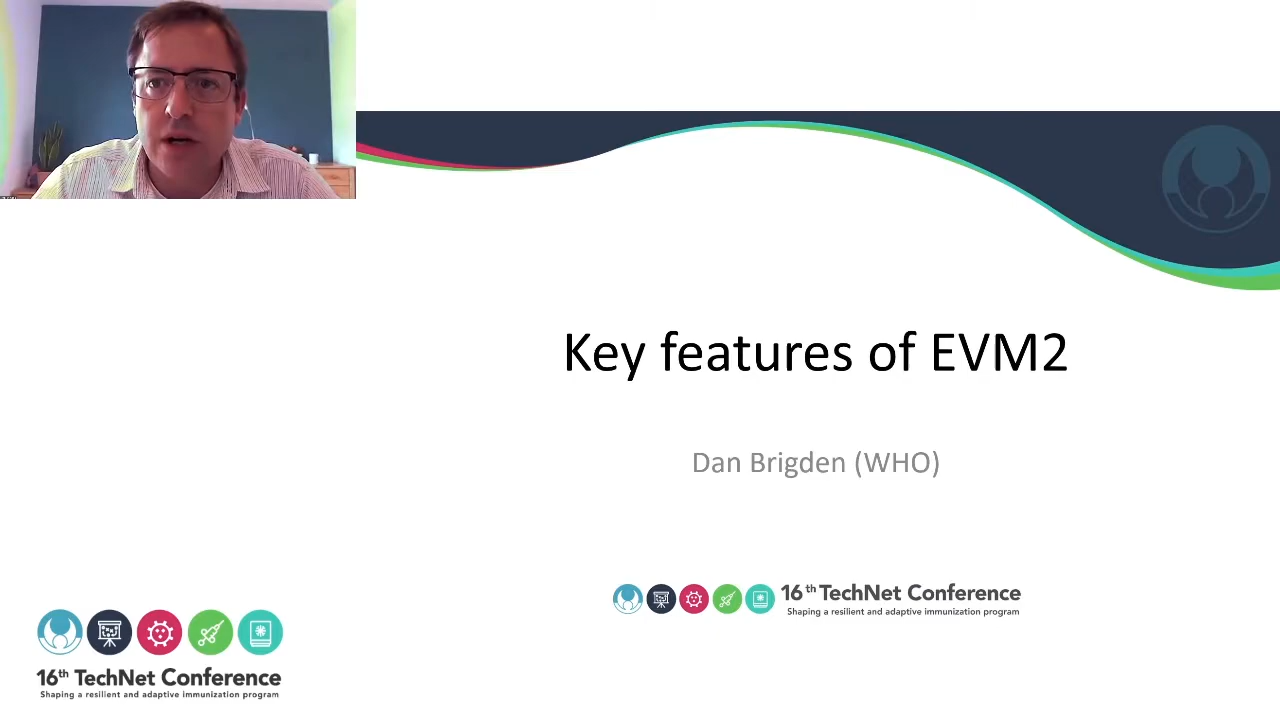 Key features of EVM2
Dan Brigden (WHO)
16th TechNet Conference
Shaping a resilient and adaptive immunization program
16th TechNet Conference
Shaping a resilient and adaptive immunization program